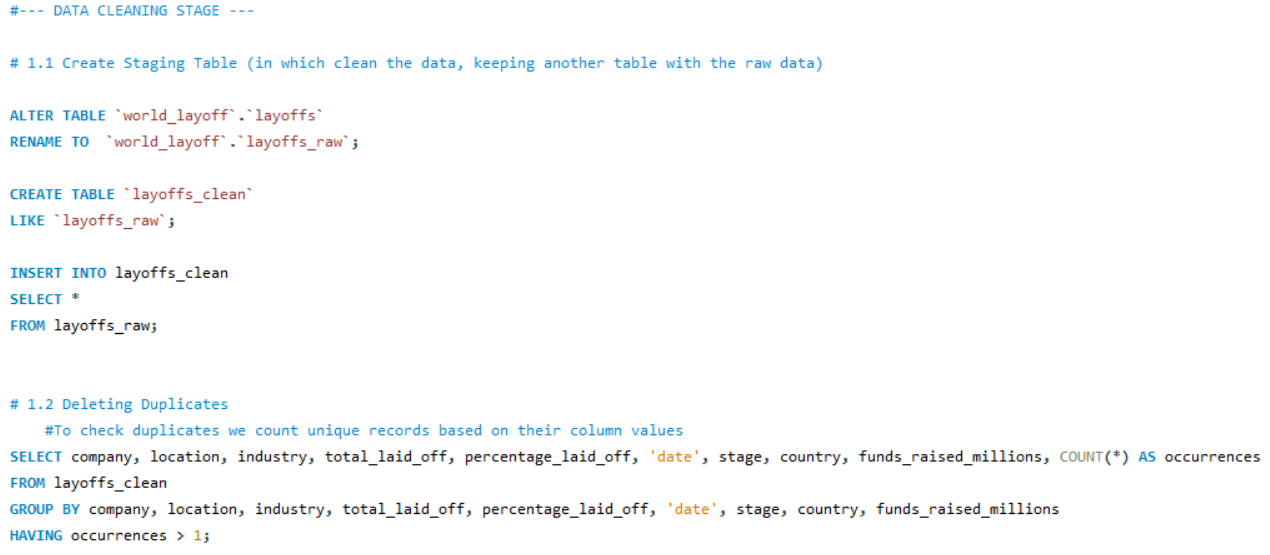 #--- DATA CLEANING STAGE ---
# 1.1 Create Staging Table (in which clean the data, keeping another table with the raw data)
ALTER TABLE `world_layoff`.`layoffs`
RENAME TO  `world_layoff`.`layoffs_raw`;
CREATE TABLE `layoffs_clean`
LIKE `layoffs_raw`;
INSERT INTO layoffs_clean
SELECT *
FROM layoffs_raw;
# 1.2 Deleting Duplicates
    #To check duplicates we count unique records based on their column values
SELECT company, location, industry, total_laid_off, percentage_laid_off, 'date', stage, country, funds_raised_millions, COUNT(*) AS occurrences
FROM layoffs_clean
GROUP BY company, location, industry, total_laid_off, percentage_laid_off, 'date', stage, country, funds_raised_millions
HAVING occurrences > 1;